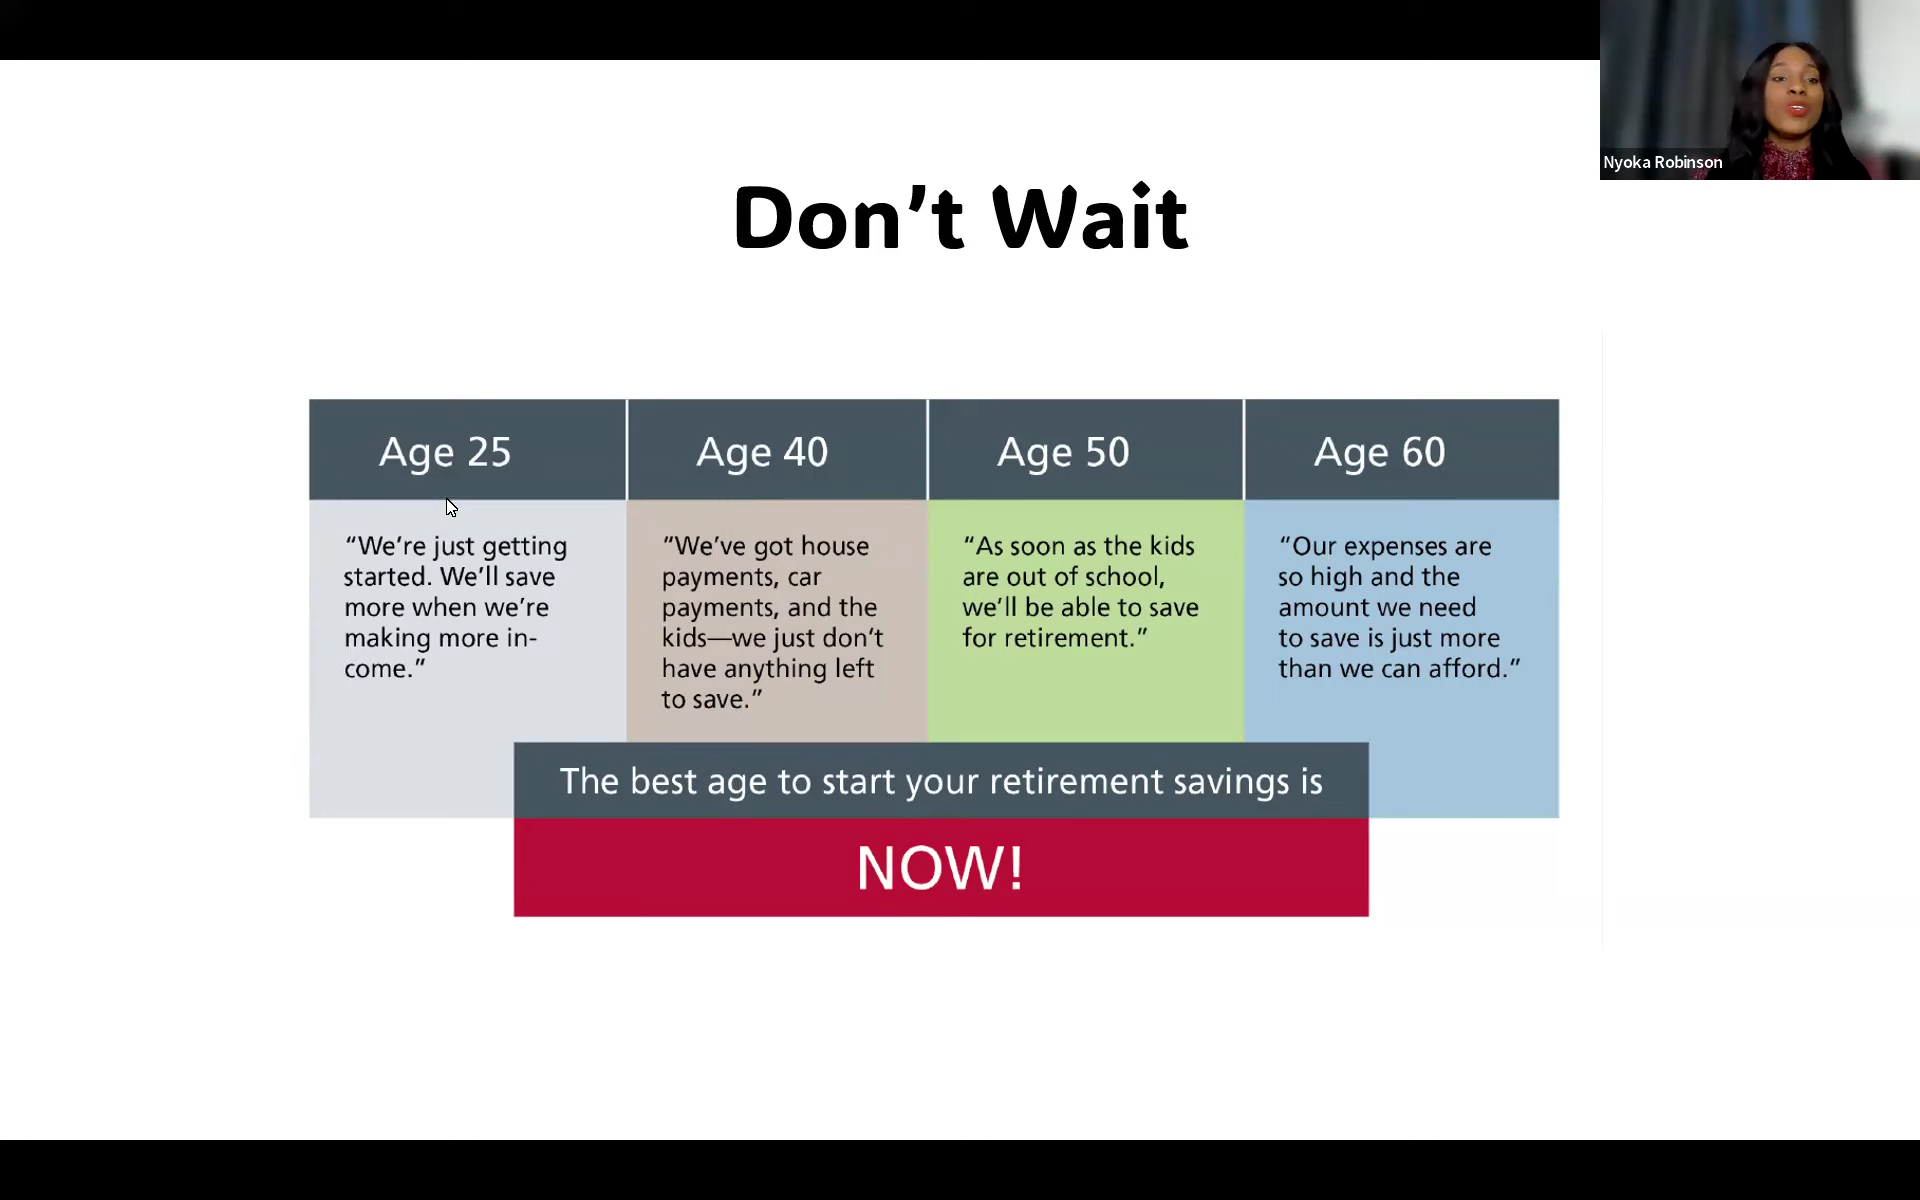 Nyoka Robinson
Don’t Wait
Age 25
“We’re just getting
started. We’ll save
more when we’re
making more in-
come.”
Age 40
“We’ve got house
payments, car
payments, and the
kids—we just don’t
have anything left
to save.”
Age 50
“As soon as the kids
are out of school,
we’ll be able to save
for retirement.”
Age 60
“Our expenses are
so high and the
amount we need
to save is just more
than we can afford.”
The best age to start your retirement savings is
NOW!